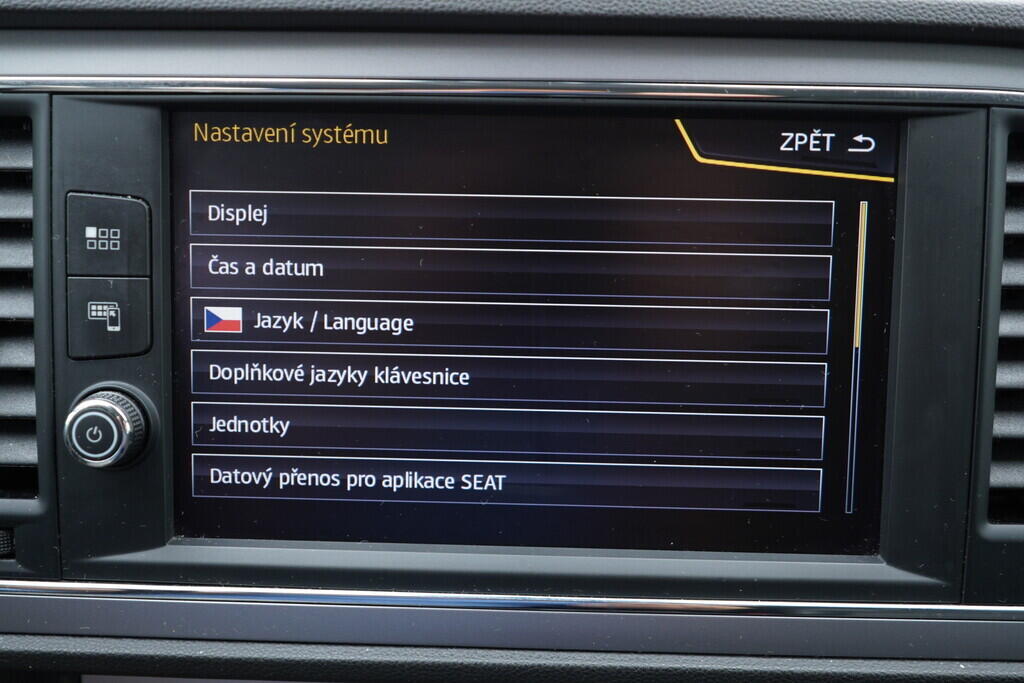 Nastavení systému
ZPĚT
Displej
Čas a datum
Jazyk / Language
Doplňkové jazyky klávesnice
Jednotky
Datový přenos pro aplikace SEAT